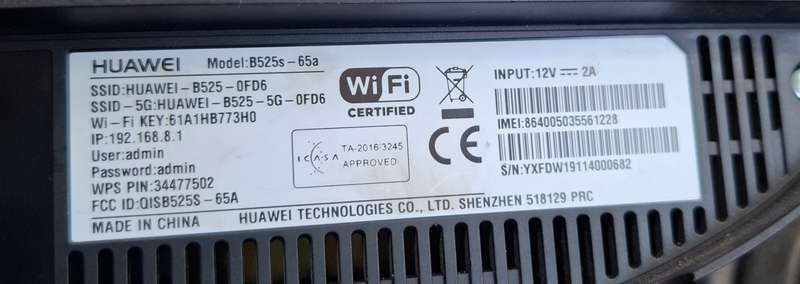 HUAWEI Model:B525s-65a
SSID:HUAWEI-B525-0FD6
SSID-5G:HUAWEI-B525-5G-0FD6
Wi-Fi KEY:61A1HB773H0
IP:192.168.8.1
User:admin
Password:admin
WPS PIN:34477502
FCC ID:QISB525S-65A
MADE IN CHINA
HUAWEI TECHNOLOGIES CO., LTD. SHENZHEN 518129 PRC
Wi Fi
CERTIFIED
ICASA
TA-2016/3245
APPROVED
CE
INPUT:12V⎓2A
IMEI:864005035561228
S/N:YXFDW19114000682